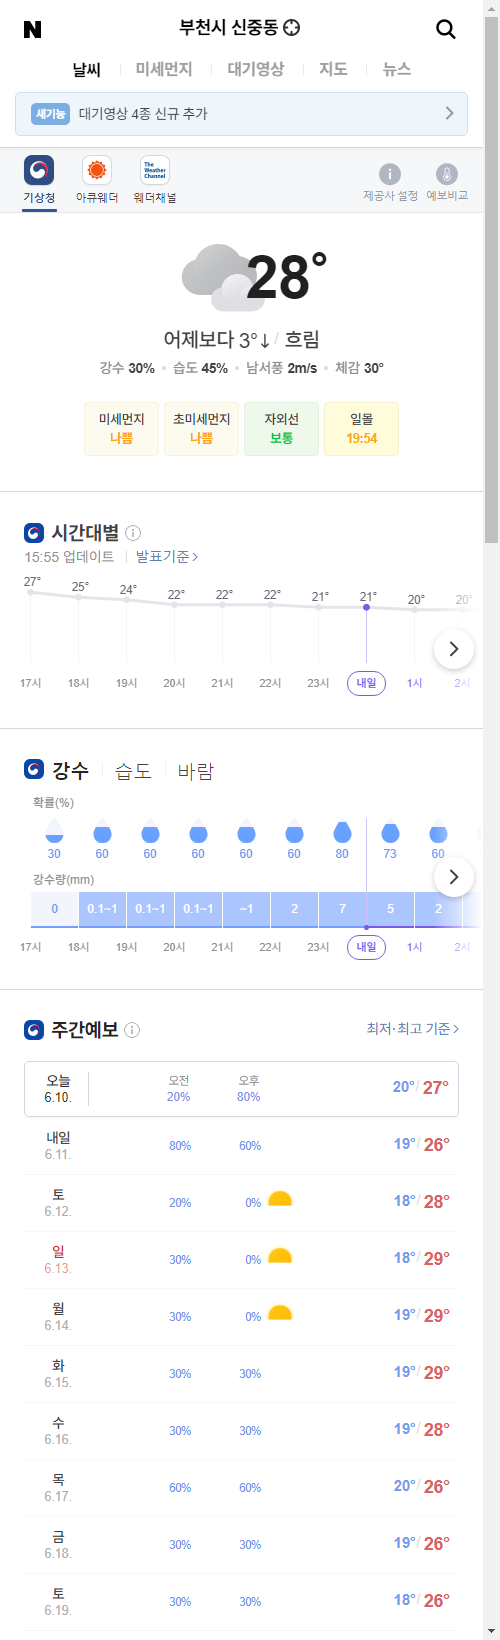 N
부천시 신중동
날씨 미세먼지 대기영상 지도 뉴스
새기능 대기영상 4종 신규 추가
The Weather Channel
기상청 아큐웨더 웨더채널 제공사 설정 예보비교
28°
어제보다 3°↓ / 흐림
강수 30% • 습도 45% • 남서풍 2m/s • 체감 30°
미세먼지 초미세먼지 자외선 일몰
나쁨 나쁨 보통 19:54
시간대별
15:55 업데이트 발표기준 >
27° 25° 24° 22° 22° 22° 21° 21° 20° 20°
17시 18시 19시 20시 21시 22시 23시 내일 1시 2시
강수 습도 바람
확률(%)
30 60 60 60 60 60 80 73 60
강수량(mm)
0 0.1~1 0.1~1 0.1~1 ~1 2 7 5 2
17시 18시 19시 20시 21시 22시 23시 내일 1시 2시
주간예보 최저·최고 기준 >
오늘 6.10. 오전 20% 오후 80% 20°/27°
내일 6.11. 80% 60% 19°/26°
토 6.12. 20% 0% 18°/28°
일 6.13. 30% 0% 18°/29°
월 6.14. 30% 0% 19°/29°
화 6.15. 30% 30% 19°/29°
수 6.16. 30% 30% 19°/28°
목 6.17. 60% 60% 20°/26°
금 6.18. 30% 30% 19°/26°
토 6.19. 30% 30% 18°/26°